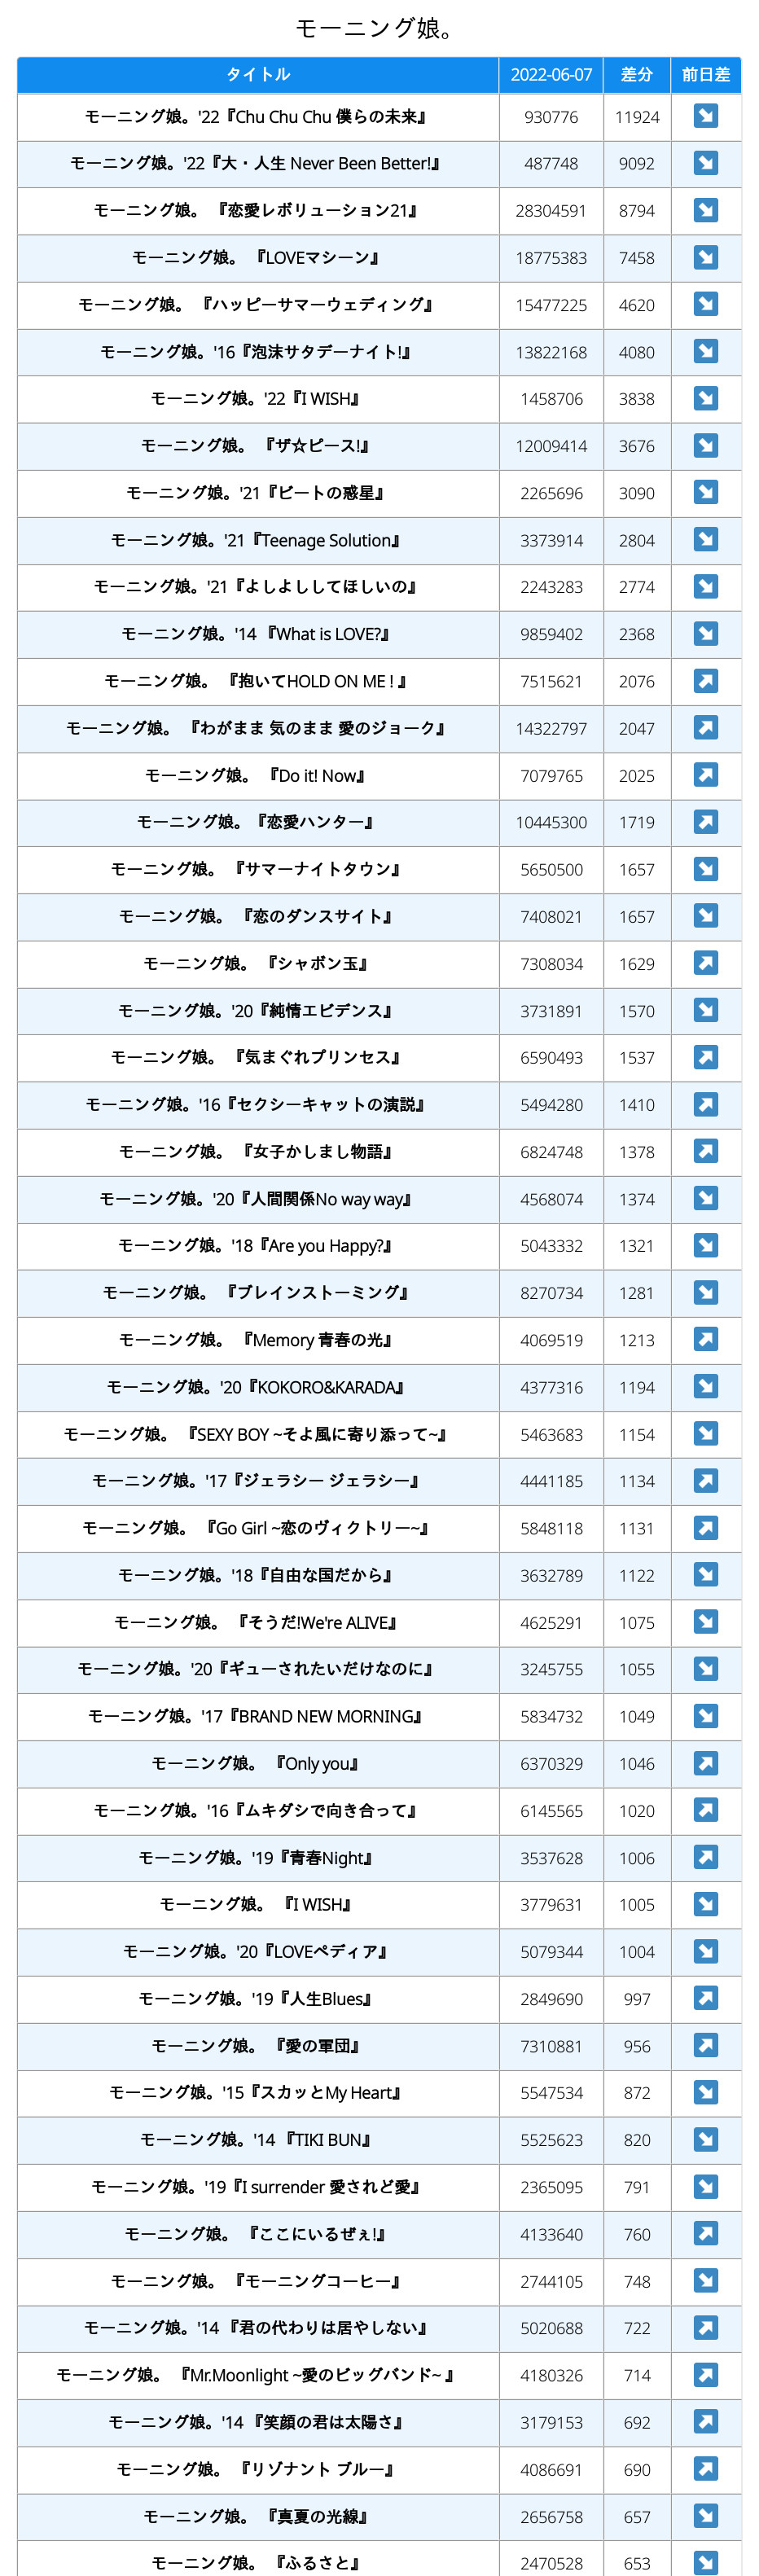 モーニング娘。
タイトル 2022-06-07 差分 前日差
モーニング娘。'22『Chu Chu Chu 僕らの未来』 930776 11924 ↘
モーニング娘。'22『大・人生 Never Been Better!』 487748 9092 ↘
モーニング娘。 『恋愛レボリューション21』 28304591 8794 ↘
モーニング娘。 『LOVEマシーン』 18775383 7458 ↘
モーニング娘。 『ハッピーサマーウェディング』 15477225 4620 ↘
モーニング娘。'16『泡沫サタデーナイト!』 13822168 4080 ↘
モーニング娘。'22『I WISH』 1458706 3838 ↘
モーニング娘。 『ザ☆ピース!』 12009414 3676 ↘
モーニング娘。'21『ビートの惑星』 2265696 3090 ↘
モーニング娘。'21『Teenage Solution』 3373914 2804 ↘
モーニング娘。'21『よしよししてほしいの』 2243283 2774 ↘
モーニング娘。'14 『What is LOVE?』 9859402 2368 ↘
モーニング娘。 『抱いてHOLD ON ME ! 』 7515621 2076 ↗
モーニング娘。 『わがまま 気のまま 愛のジョーク』 14322797 2047 ↗
モーニング娘。 『Do it! Now』 7079765 2025 ↗
モーニング娘。『恋愛ハンター』 10445300 1719 ↗
モーニング娘。 『サマーナイトタウン』 5650500 1657 ↘
モーニング娘。 『恋のダンスサイト』 7408021 1657 ↘
モーニング娘。 『シャボン玉』 7308034 1629 ↗
モーニング娘。'20『純情エビデンス』 3731891 1570 ↘
モーニング娘。 『気まぐれプリンセス』 6590493 1537 ↗
モーニング娘。'16『セクシーキャットの演説』 5494280 1410 ↗
モーニング娘。 『女子かしまし物語』 6824748 1378 ↗
モーニング娘。'20『人間関係No way way』 4568074 1374 ↘
モーニング娘。'18『Are you Happy?』 5043332 1321 ↘
モーニング娘。 『ブレインストーミング』 8270734 1281 ↘
モーニング娘。 『Memory 青春の光』 4069519 1213 ↗
モーニング娘。'20『KOKORO&KARADA』 4377316 1194 ↘
モーニング娘。 『SEXY BOY ~そよ風に寄り添って~』 5463683 1154 ↘
モーニング娘。'17『ジェラシー ジェラシー』 4441185 1134 ↗
モーニング娘。 『Go Girl ~恋のヴィクトリー~』 5848118 1131 ↗
モーニング娘。'18『自由な国だから』 3632789 1122 ↘
モーニング娘。 『そうだ!We're ALIVE』 4625291 1075 ↘
モーニング娘。'20『ギューされたいだけなのに』 3245755 1055 ↘
モーニング娘。'17『BRAND NEW MORNING』 5834732 1049 ↘
モーニング娘。 『Only you』 6370329 1046 ↗
モーニング娘。'16『ムキダシで向き合って』 6145565 1020 ↗
モーニング娘。'19『青春Night』 3537628 1006 ↗
モーニング娘。 『I WISH』 3779631 1005 ↘
モーニング娘。'20『LOVEペディア』 5079344 1004 ↘
モーニング娘。'19『人生Blues』 2849690 997 ↗
モーニング娘。 『愛の軍団』 7310881 956 ↗
モーニング娘。'15『スカッとMy Heart』 5547534 872 ↘
モーニング娘。'14 『TIKI BUN』 5525623 820 ↘
モーニング娘。'19『I surrender 愛されど愛』 2365095 791 ↘
モーニング娘。 『ここにいるぜぇ!』 4133640 760 ↗
モーニング娘。 『モーニングコーヒー』 2744105 748 ↘
モーニング娘。'14 『君の代わりは居やしない』 5020688 722 ↗
モーニング娘。 『Mr.Moonlight ~愛のビッグバンド~ 』 4180326 714 ↗
モーニング娘。'14 『笑顔の君は太陽さ』 3179153 692 ↗
モーニング娘。 『リゾナント ブルー』 4086691 690 ↗
モーニング娘。 『真夏の光線』 2656758 657 ↘
モーニング娘。 『ふるさと』 2470528 653 ↘